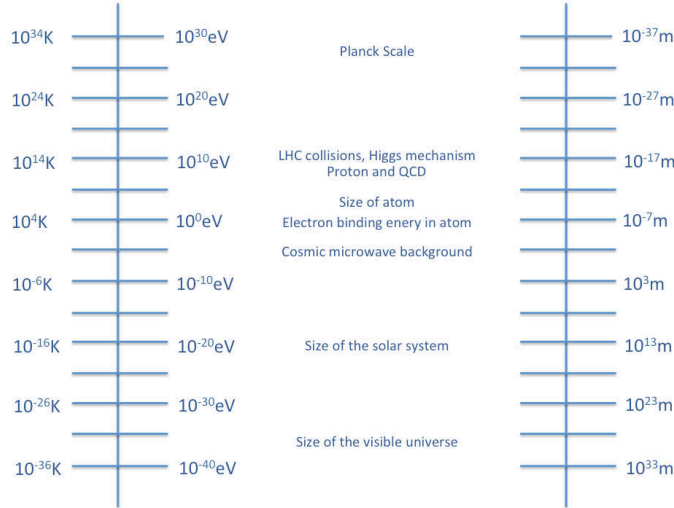 10³⁴K 10³⁰eV 10⁻³⁷m
Planck Scale
10²⁴K 10²⁰eV 10⁻²⁷m
10¹⁴K 10¹⁰eV LHC collisions, Higgs mechanism 10⁻¹⁷m
Proton and QCD
Size of atom
10⁴K 10⁰eV Electron binding enery in atom 10⁻⁷m
Cosmic microwave background
10⁻⁶K 10⁻¹⁰eV 10³m
10⁻¹⁶K 10⁻²⁰eV Size of the solar system 10¹³m
10⁻²⁶K 10⁻³⁰eV 10²³m
Size of the visible universe
10⁻³⁶K 10⁻⁴⁰eV 10³³m